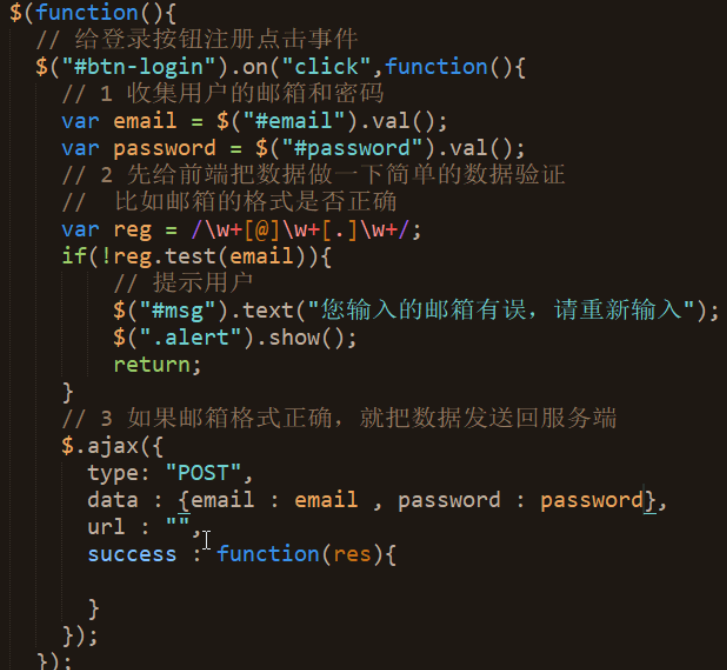 $(function(){
// 给登录按钮注册点击事件
$("#btn-login").on("click",function(){
// 1 收集用户的邮箱和密码
var email = $("#email").val();
var password = $("#password").val();
// 2 先给前端把数据做一下简单的数据验证
//  比如邮箱的格式是否正确
var reg = /\w+[@]\w+[.]\w+/;
if(!reg.test(email)){
// 提示用户
$("#msg").text("您输入的邮箱有误，请重新输入");
$(".alert").show();
return;
}
// 3 如果邮箱格式正确，就把数据发送回服务端
$.ajax({
type: "POST",
data : {email : email , password : password},
url : "",
success : function(res){
}
});
});